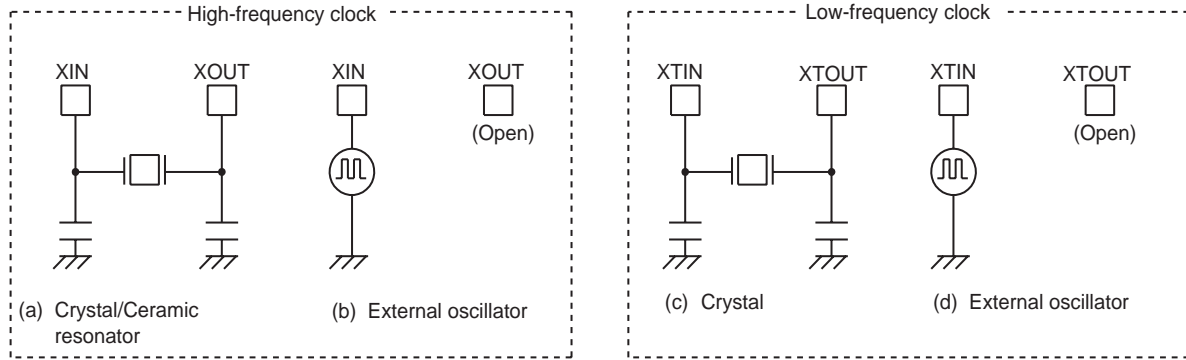 High-frequency clock
XIN XOUT XIN XOUT
(Open)
(a) Crystal/Ceramic
resonator
(b) External oscillator
Low-frequency clock
XTIN XTOUT XTIN XTOUT
(Open)
(c) Crystal
(d) External oscillator